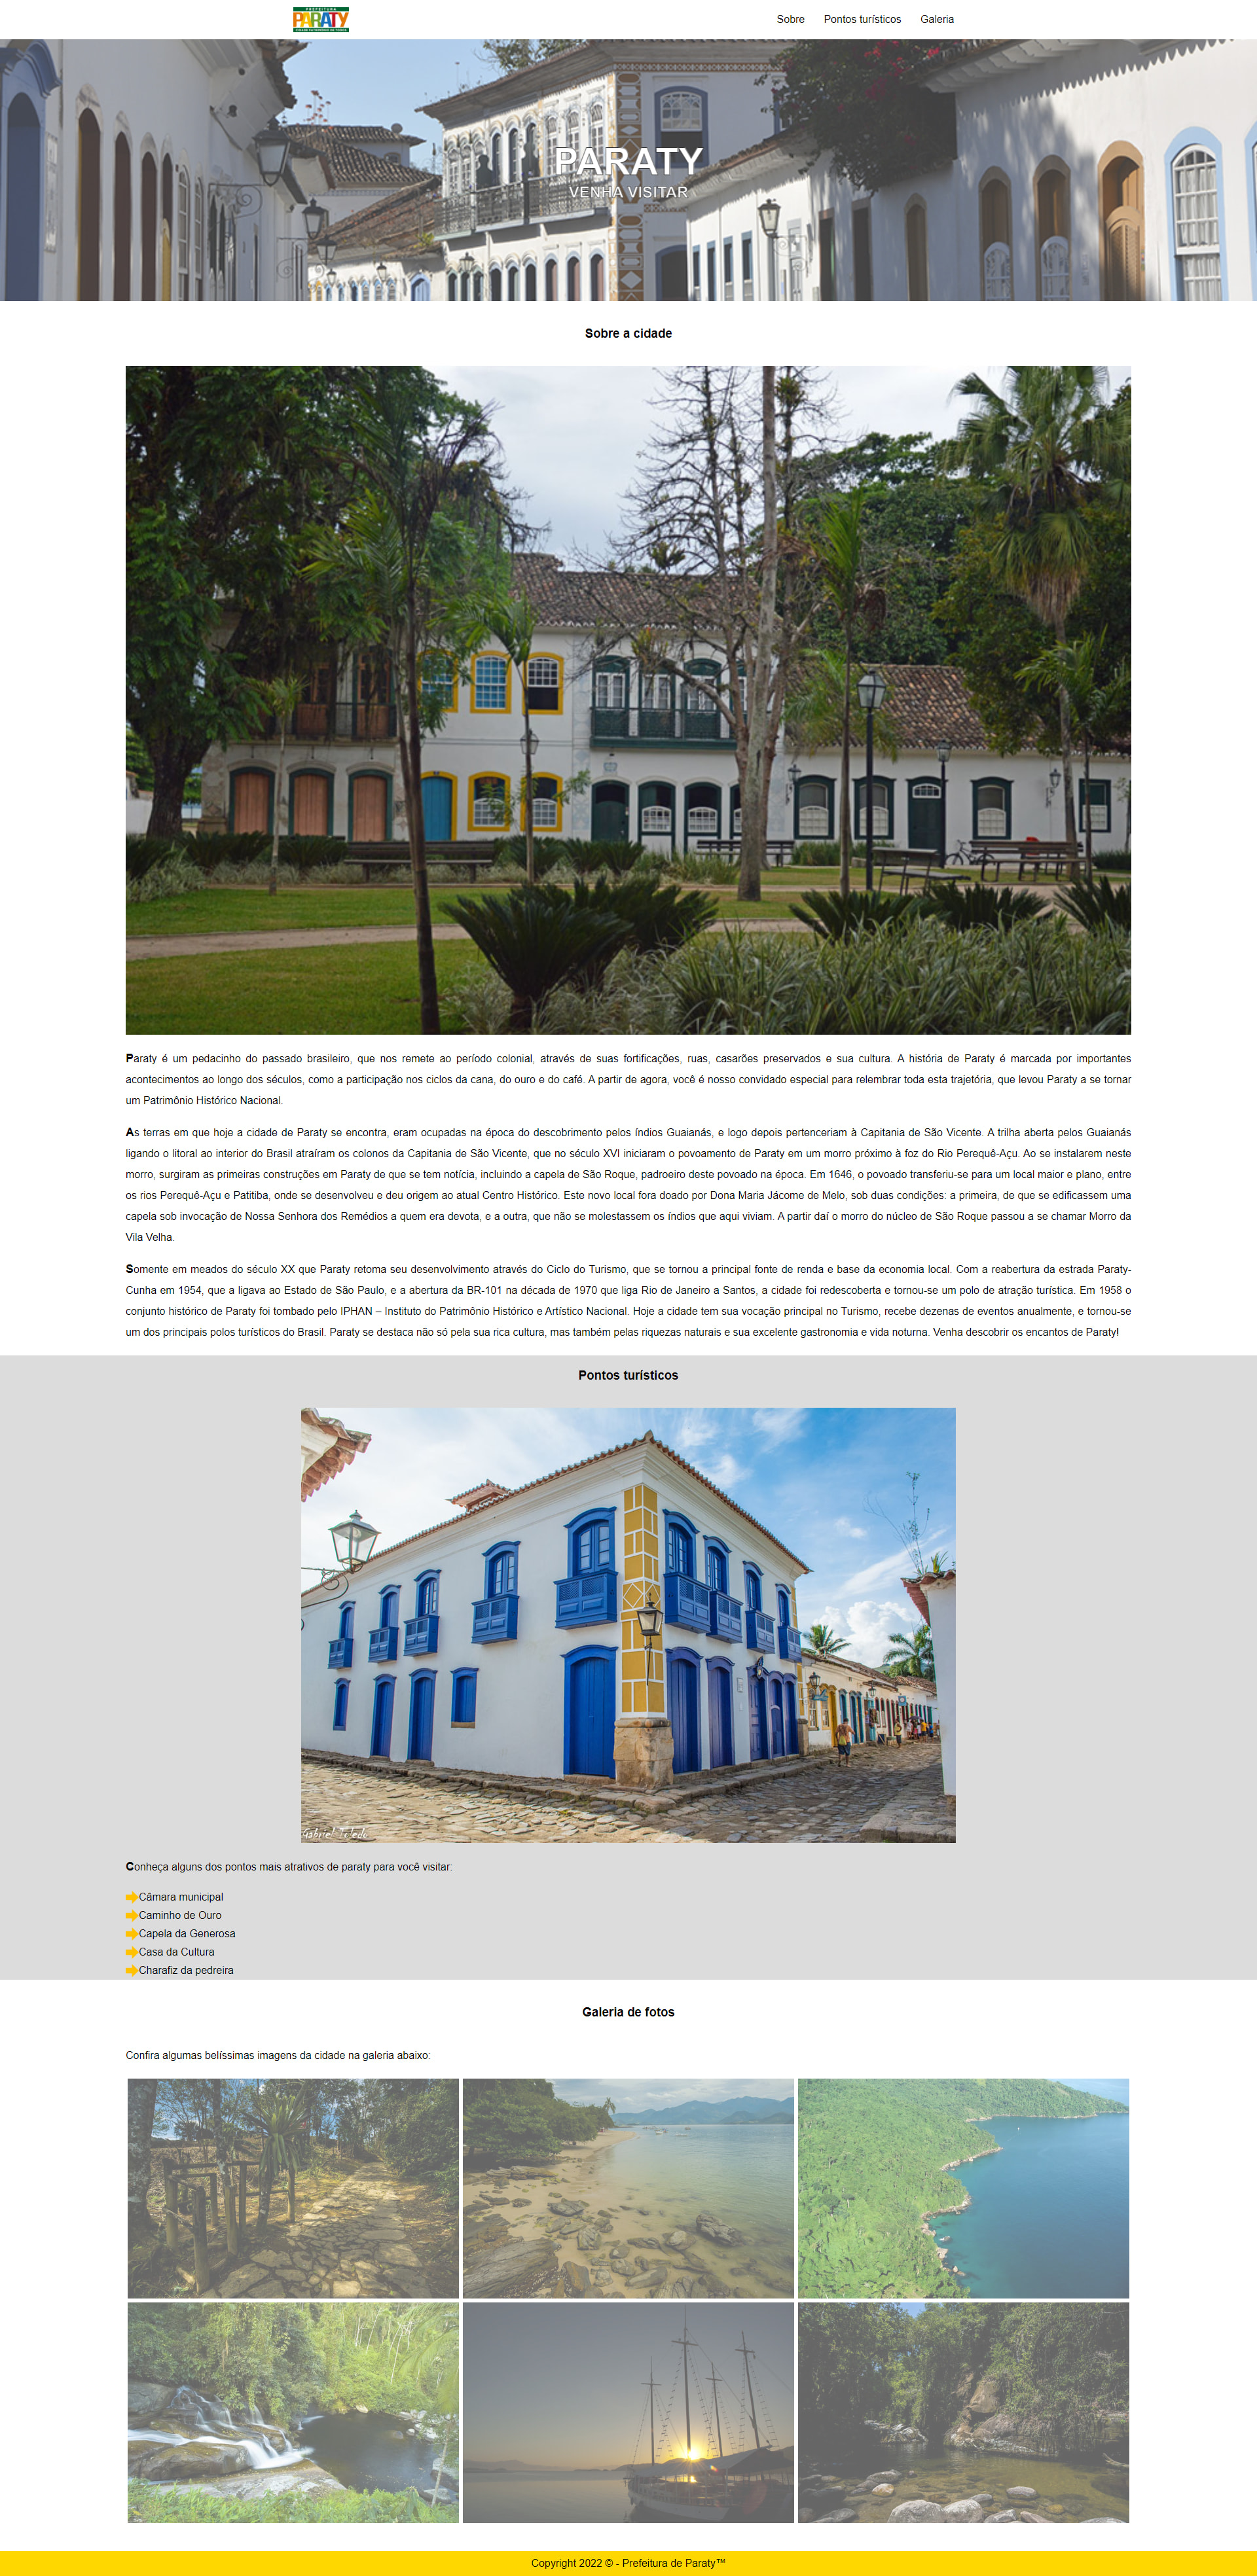 PREFEITURA
PARATY
CIDADE PATRIMÔNIO DE TODOS
Sobre Pontos turísticos Galeria
PARATY
VENHA VISITAR
Sobre a cidade
Paraty é um pedacinho do passado brasileiro, que nos remete ao período colonial, através de suas fortificações, ruas, casarões preservados e sua cultura. A história de Paraty é marcada por importantes
acontecimentos ao longo dos séculos, como a participação nos ciclos da cana, do ouro e do café. A partir de agora, você é nosso convidado especial para relembrar toda esta trajetória, que levou Paraty a se tornar
um Patrimônio Histórico Nacional.
As terras em que hoje a cidade de Paraty se encontra, eram ocupadas na época do descobrimento pelos índios Guaianás, e logo depois pertenceriam à Capitania de São Vicente. A trilha aberta pelos Guaianás
ligando o litoral ao interior do Brasil atraíram os colonos da Capitania de São Vicente, que no século XVI iniciaram o povoamento de Paraty em um morro próximo à foz do Rio Perequê-Açu. Ao se instalarem neste
morro, surgiram as primeiras construções em Paraty de que se tem notícia, incluindo a capela de São Roque, padroeiro deste povoado na época. Em 1646, o povoado transferiu-se para um local maior e plano, entre
os rios Perequê-Açu e Patitiba, onde se desenvolveu e deu origem ao atual Centro Histórico. Este novo local fora doado por Dona Maria Jácome de Melo, sob duas condições: a primeira, de que se edificassem uma
capela sob invocação de Nossa Senhora dos Remédios a quem era devota, e a outra, que não se molestassem os índios que aqui viviam. A partir daí o morro do núcleo de São Roque passou a se chamar Morro da
Vila Velha.
Somente em meados do século XX que Paraty retoma seu desenvolvimento através do Ciclo do Turismo, que se tornou a principal fonte de renda e base da economia local. Com a reabertura da estrada Paraty-
Cunha em 1954, que a ligava ao Estado de São Paulo, e a abertura da BR-101 na década de 1970 que liga Rio de Janeiro a Santos, a cidade foi redescoberta e tornou-se um polo de atração turística. Em 1958 o
conjunto histórico de Paraty foi tombado pelo IPHAN – Instituto do Patrimônio Histórico e Artístico Nacional. Hoje a cidade tem sua vocação principal no Turismo, recebe dezenas de eventos anualmente, e tornou-se
um dos principais polos turísticos do Brasil. Paraty se destaca não só pela sua rica cultura, mas também pelas riquezas naturais e sua excelente gastronomia e vida noturna. Venha descobrir os encantos de Paraty!
Pontos turísticos
Gabriel Toledo
Conheça alguns dos pontos mais atrativos de paraty para você visitar:
Câmara municipal
Caminho de Ouro
Capela da Generosa
Casa da Cultura
Charafiz da pedreira
Galeria de fotos
Confira algumas belíssimas imagens da cidade na galeria abaixo:
Copyright 2022 © - Prefeitura de Paraty™